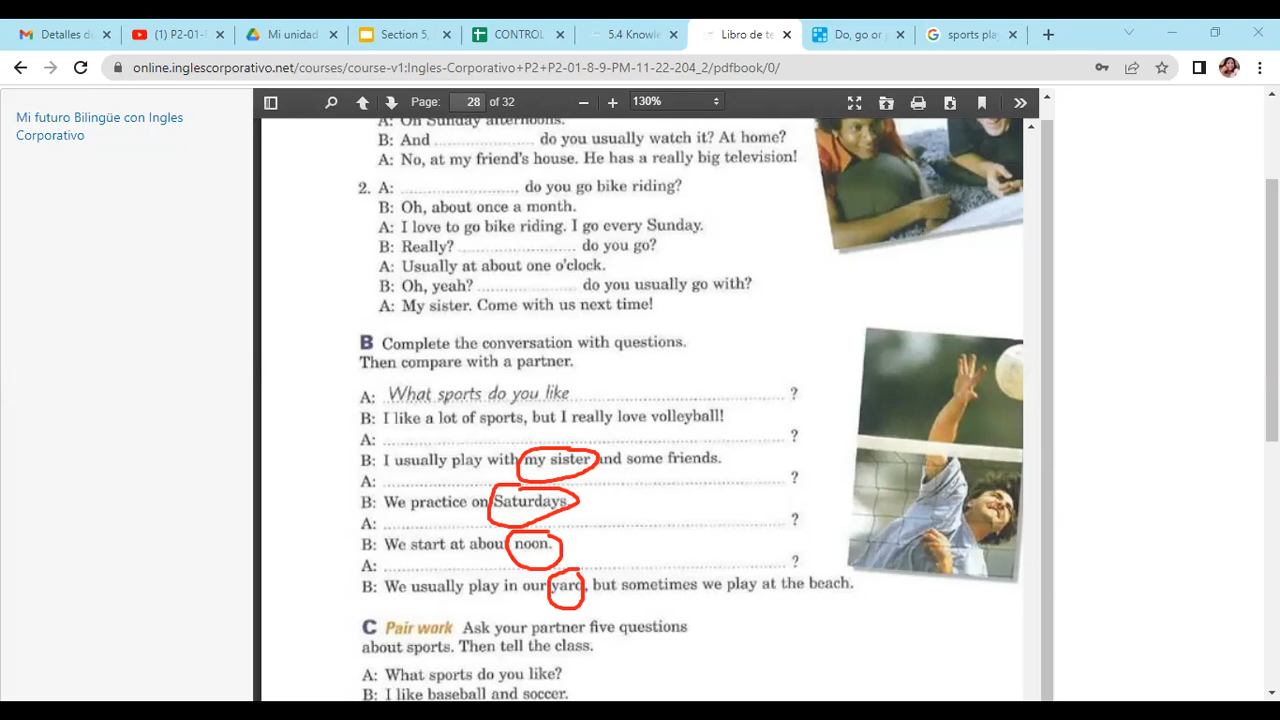 Detalles de
(1) P2-01-
Mi unidad
Section 5,
CONTROL
5.4 Knowle
Libro de te
Do, go or p
sports play
online.inglescorporativo.net/courses/course-v1:Ingles-Corporativo+P2+P2-01-8-9-PM-11-22-204_2/pdfbook/0/
Mi futuro Bilingüe con Ingles
Corporativo
Page: 28 of 32
130%
A: On Sunday afternoons.
B: And ........................ do you usually watch it? At home?
A: No, at my friend's house. He has a really big television!
2. A: ........................ do you go bike riding?
B: Oh, about once a month.
A: I love to go bike riding. I go every Sunday.
B: Really? ........................ do you go?
A: Usually at about one o'clock.
B: Oh, yeah? ........................ do you usually go with?
A: My sister. Come with us next time!
B Complete the conversation with questions.
Then compare with a partner.
A: What sports do you like ........................ ?
B: I like a lot of sports, but I really love volleyball!
A: ........................ ?
B: I usually play with my sister and some friends.
A: ........................ ?
B: We practice on Saturdays.
A: ........................ ?
B: We start at about noon.
A: ........................ ?
B: We usually play in our yard, but sometimes we play at the beach.
C Pair work Ask your partner five questions
about sports. Then tell the class.
A: What sports do you like?
B: I like baseball and soccer.